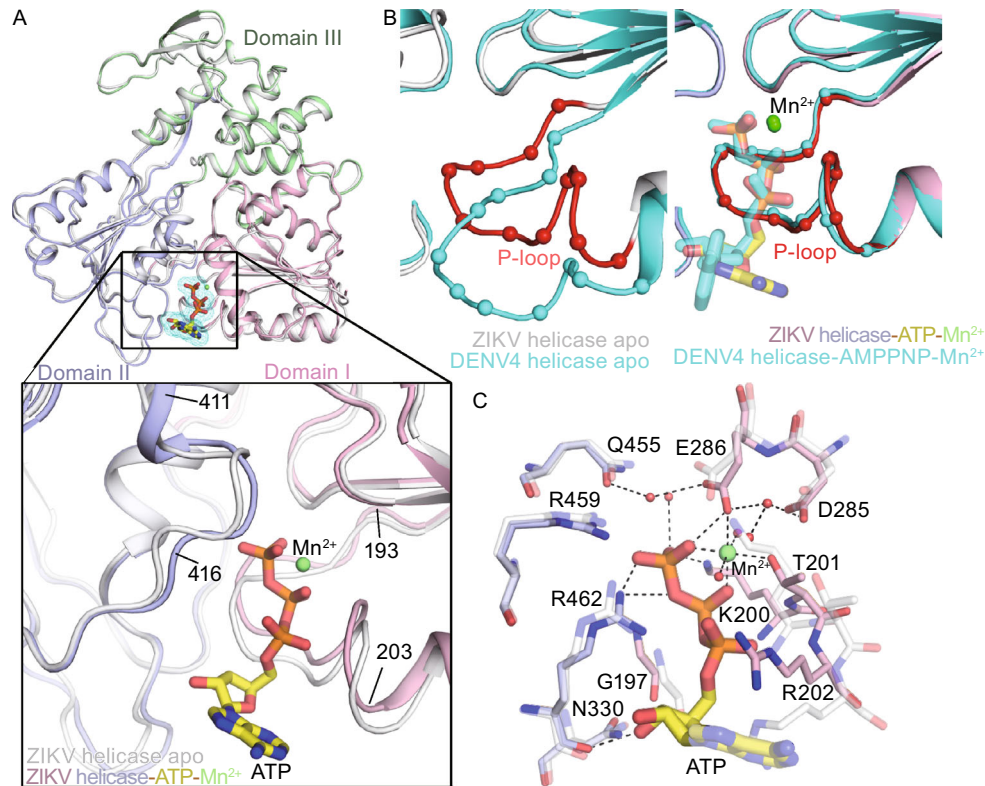 A
Domain III
Domain II
Domain I
411
416
193
203
Mn²⁺
ATP
ZIKV helicase apo
ZIKV helicase-ATP-Mn²⁺
B
P-loop
ZIKV helicase apo
DENV4 helicase apo
Mn²⁺
P-loop
ZIKV helicase-ATP-Mn²⁺
DENV4 helicase-AMPPNP-Mn²⁺
C
Q455
E286
R459
D285
Mn²⁺
T201
R462
K200
G197
R202
N330
ATP